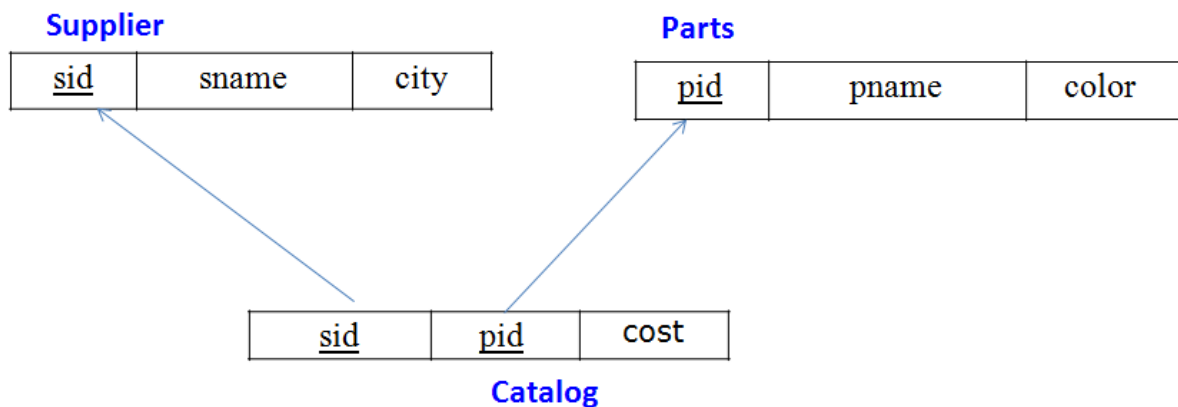 Supplier
sid sname city
Parts
pid pname color
sid pid cost
Catalog